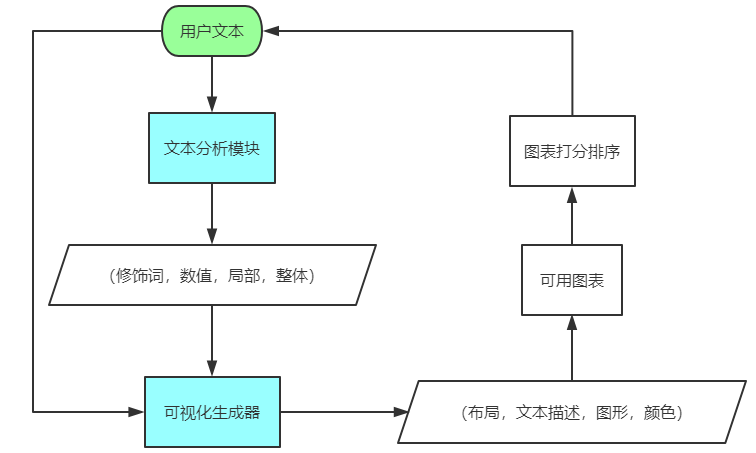 用户文本
文本分析模块
（修饰词，数值，局部，整体）
可视化生成器
（布局，文本描述，图形，颜色）
可用图表
图表打分排序